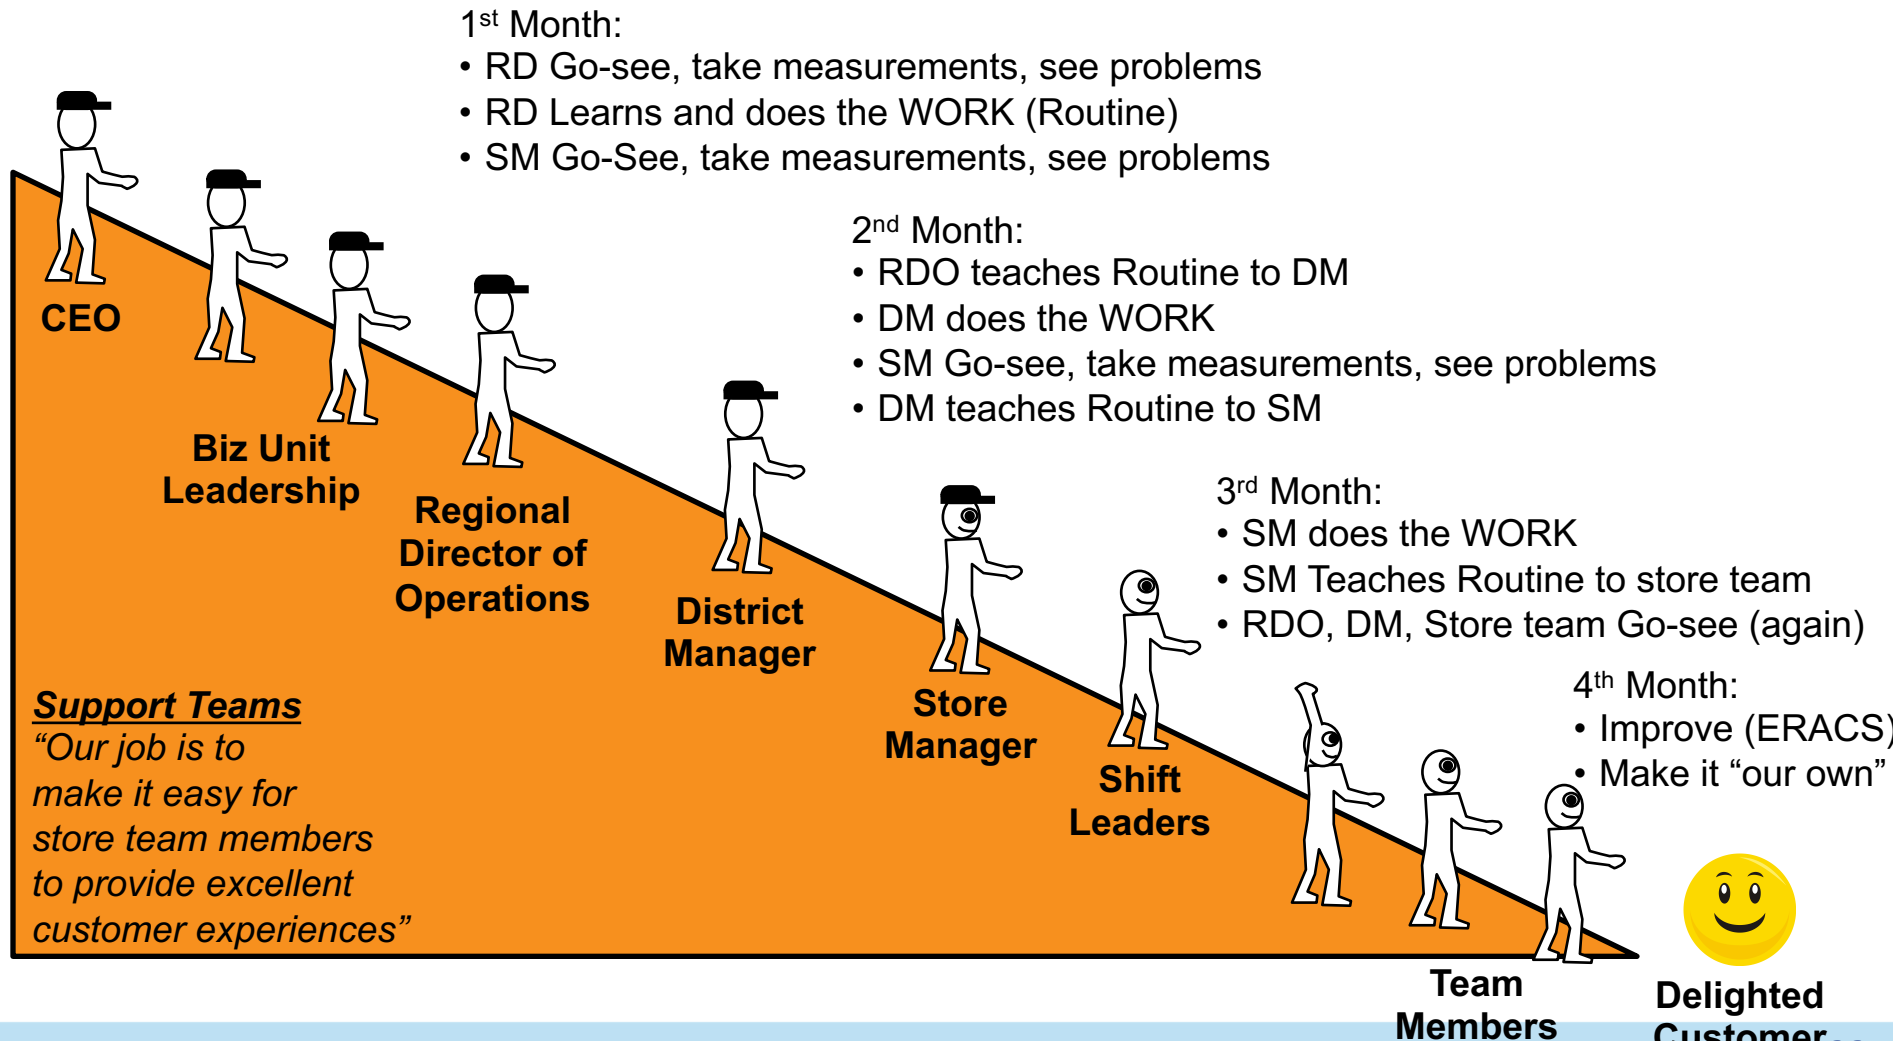 1st Month:
• RD Go-see, take measurements, see problems
• RD Learns and does the WORK (Routine)
• SM Go-See, take measurements, see problems
2nd Month:
• RDO teaches Routine to DM
• DM does the WORK
• SM Go-see, take measurements, see problems
• DM teaches Routine to SM
3rd Month:
• SM does the WORK
• SM Teaches Routine to store team
• RDO, DM, Store team Go-see (again)
4th Month:
• Improve (ERACS)
• Make it “our own”
CEO
Biz Unit
Leadership
Regional
Director of
Operations
District
Manager
Store
Manager
Shift
Leaders
Team
Members
Delighted
Customer
Support Teams
“Our job is to
make it easy for
store team members
to provide excellent
customer experiences”